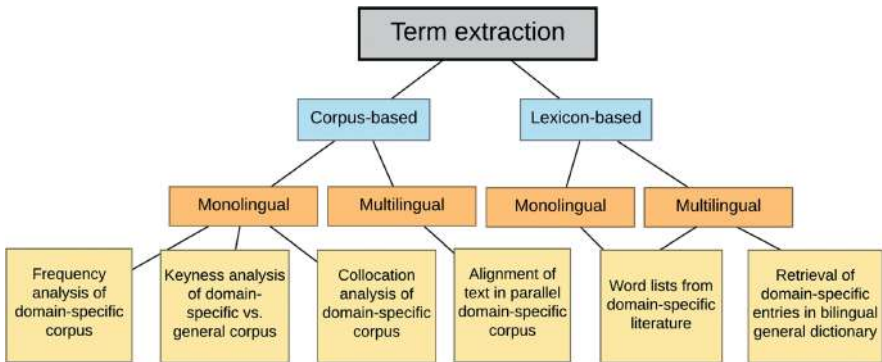 Term extraction
Corpus-based
Lexicon-based
Monolingual
Multilingual
Monolingual
Multilingual
Frequency
analysis of
domain-specific
corpus
Keyness analysis
of domain-
specific vs.
general corpus
Collocation
analysis of
domain-specific
corpus
Alignment of
text in parallel
domain-specific
corpus
Word lists from
domain-specific
literature
Retrieval of
domain-specific
entries in bilingual
general dictionary